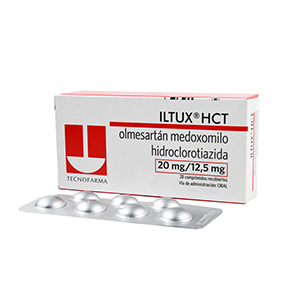 ILTUX® HCT
olmesartán medoxomilo
hidroclorotiazida
20 mg/12,5 mg
28 comprimidos recubiertos
Vía de administración: ORAL
TECNOFARMA